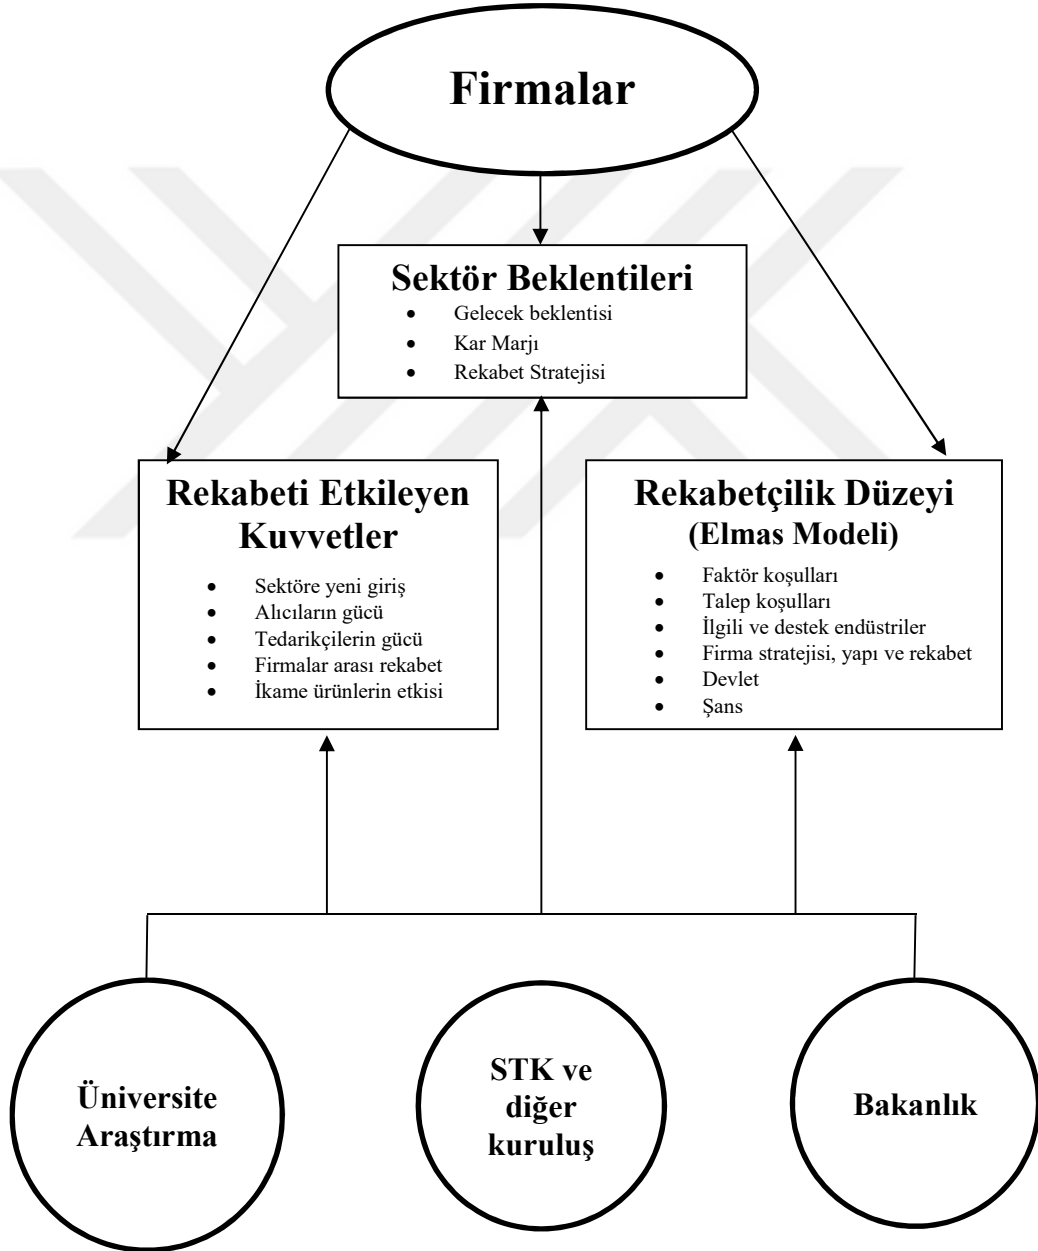 Firmalar
Sektör Beklentileri
• Gelecek beklentisi
• Kar Marjı
• Rekabet Stratejisi
Rekabeti Etkileyen
Kuvvetler
• Sektöre yeni giriş
• Alıcıların gücü
• Tedarikçilerin gücü
• Firmalar arası rekabet
• İkame ürünlerin etkisi
Rekabetçilik Düzeyi
(Elmas Modeli)
• Faktör koşulları
• Talep koşulları
• İlgili ve destek endüstriler
• Firma stratejisi, yapı ve rekabet
• Devlet
• Şans
Üniversite
Araştırma
STK ve
diğer
kuruluş
Bakanlık